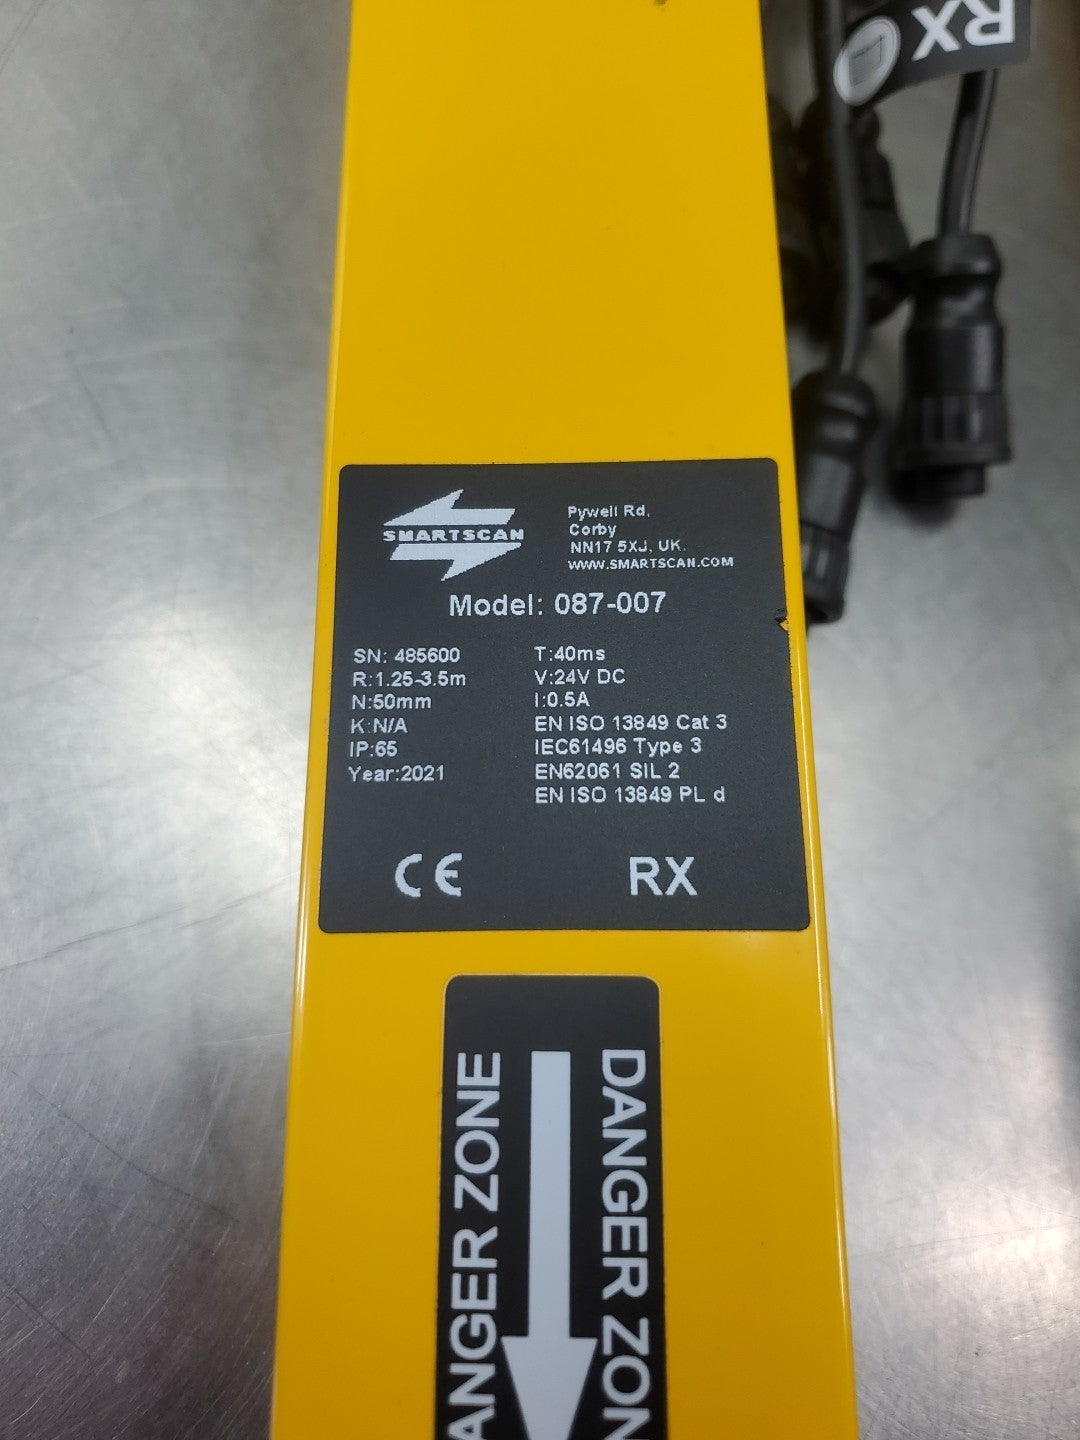 RX
SMARTSCAN
Pywell Rd,
Corby
NN17 5XJ, UK.
WWW.SMARTSCAN.COM
Model: 087-007
SN: 485600
R:1.25-3.5m
N:50mm
K:N/A
IP:65
Year:2021
T:40ms
V:24V DC
I:0.5A
EN ISO 13849 Cat 3
IEC61496 Type 3
EN62061 SIL 2
EN ISO 13849 PL d
CE
RX
ANGER ZONE
DANGER ZON